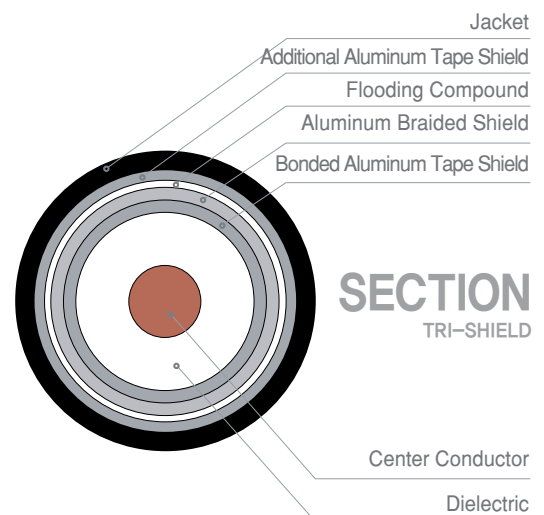 Jacket
Additional Aluminum Tape Shield
Flooding Compound
Aluminum Braided Shield
Bonded Aluminum Tape Shield
SECTION
TRI-SHIELD
Center Conductor
Dielectric